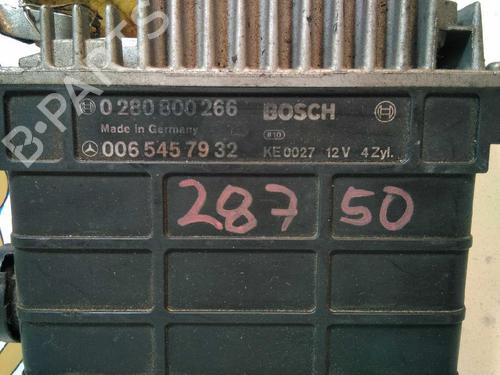 0 280 800 266 BOSCH
Made in Germany 810
006 545 79 32 KE 0027 12 V 4 Zyl.
287 50
B-PARTS